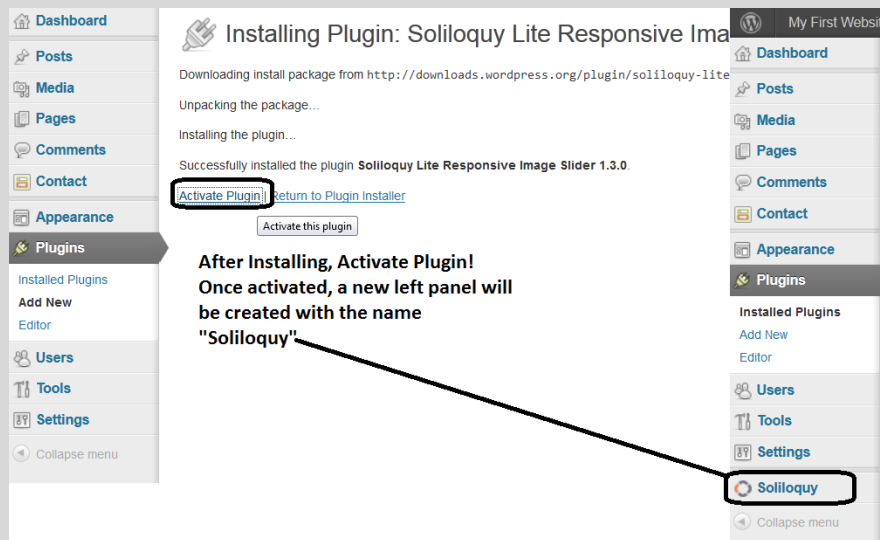 Dashboard
Posts
Media
Pages
Comments
Contact
Appearance
Plugins
Installed Plugins
Add New
Editor
Users
Tools
Settings
Collapse menu
Installing Plugin: Soliloquy Lite Responsive Ima
Downloading install package from http://downloads.wordpress.org/plugin/soliloquy-lite
Unpacking the package…
Installing the plugin…
Successfully installed the plugin Soliloquy Lite Responsive Image Slider 1.3.0.
Activate Plugin | Return to Plugin Installer
Activate this plugin
After Installing, Activate Plugin!
Once activated, a new left panel will
be created with the name
"Soliloquy"
My First Websi
Dashboard
Posts
Media
Pages
Comments
Contact
Appearance
Plugins
Installed Plugins
Add New
Editor
Users
Tools
Settings
Soliloquy
Collapse menu